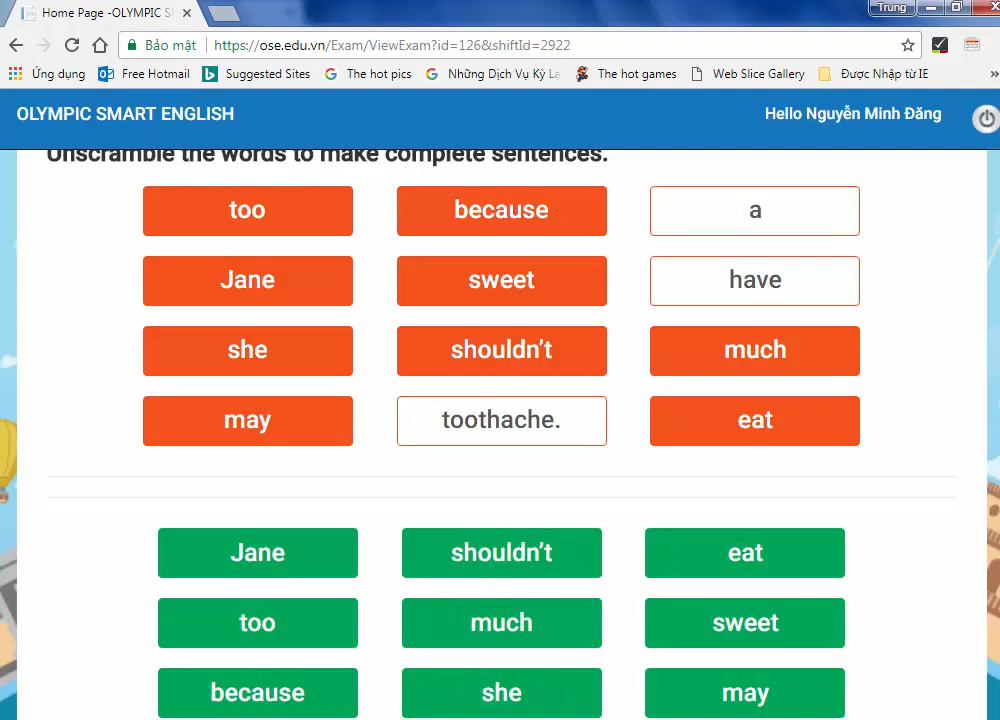 Home Page -OLYMPIC S
Trung
Bảo mật https://ose.edu.vn/Exam/ViewExam?id=126&shiftId=2922
Ứng dụng Free Hotmail Suggested Sites The hot pics Những Dịch Vụ Kỳ L The hot games Web Slice Gallery Được Nhập từ IE »
OLYMPIC SMART ENGLISH Hello Nguyễn Minh Đăng
Unscramble the words to make complete sentences.
too because a
Jane sweet have
she shouldn’t much
may toothache. eat
Jane shouldn’t eat
too much sweet
because she may